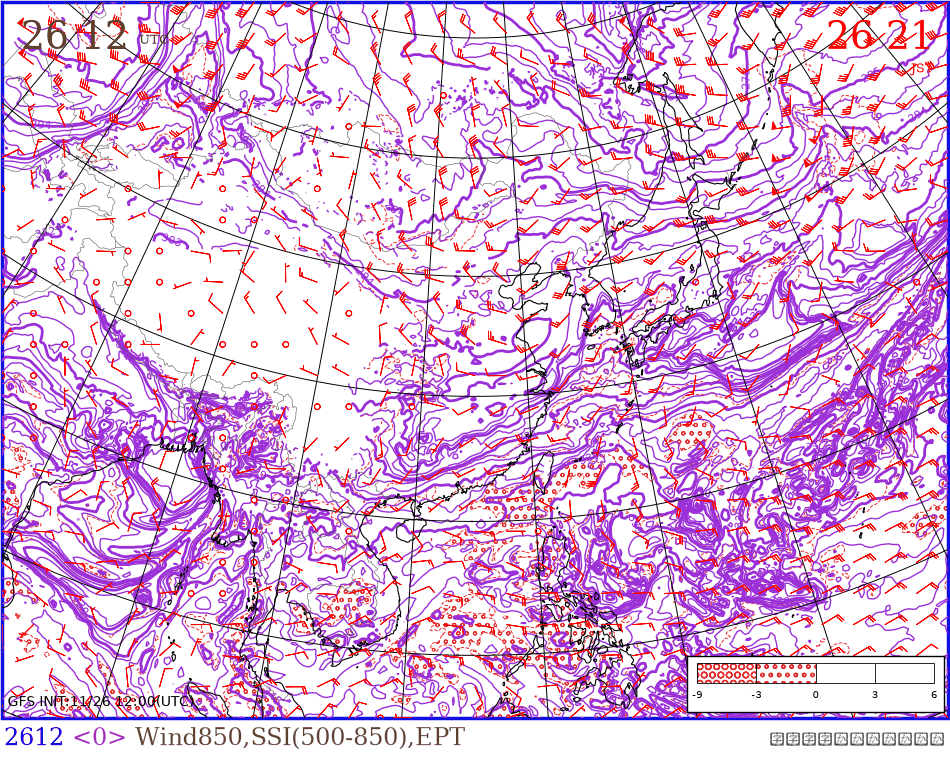 26 12 UTC
26 21
JST
GFS INIT:11/26 12:00(UTC)
-9 -3 0 3 6
2612 <0> Wind850,SSI(500-850),EPT